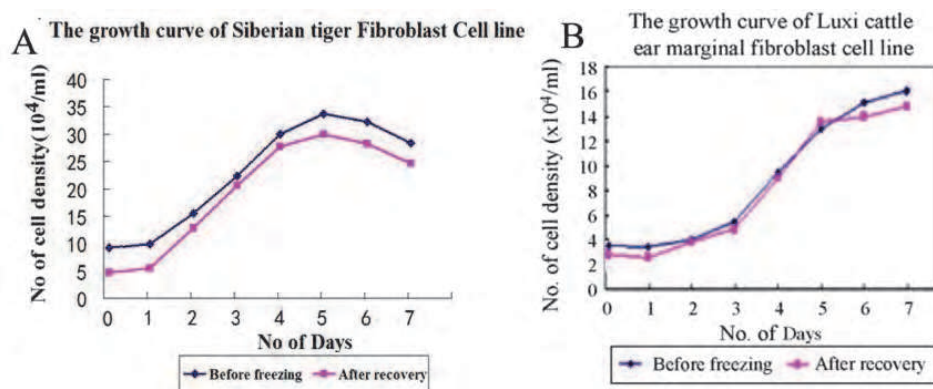 A
The growth curve of Siberian tiger Fibroblast Cell line
No of cell density(10⁴/ml)
40
35
30
25
20
15
10
5
0
0 1 2 3 4 5 6 7
No of Days
Before freezing After recovery
B
The growth curve of Luxi cattle
ear marginal fibroblast cell line
No. of cell density (x10⁴/ml)
18
16
14
12
10
8
6
4
2
0
0 1 2 3 4 5 6 7
No. of Days
Before freezing After recovery